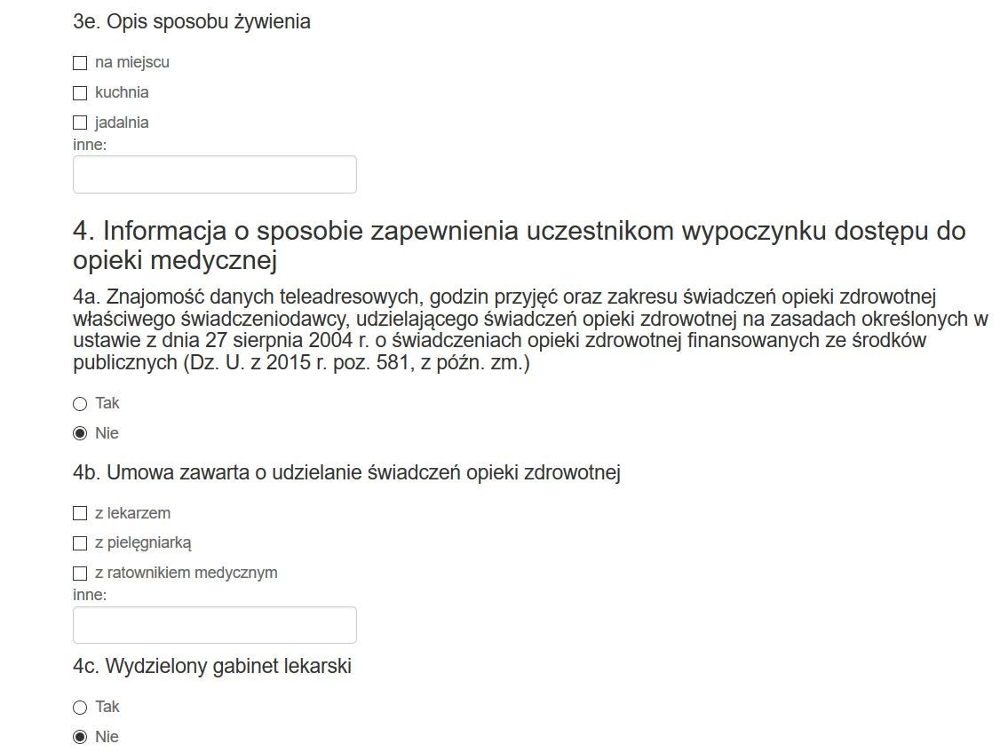 3e. Opis sposobu żywienia
na miejscu
kuchnia
jadalnia
inne:
4. Informacja o sposobie zapewnienia uczestnikom wypoczynku dostępu do
opieki medycznej
4a. Znajomość danych teleadresowych, godzin przyjęć oraz zakresu świadczeń opieki zdrowotnej
właściwego świadczeniodawcy, udzielającego świadczeń opieki zdrowotnej na zasadach określonych w
ustawie z dnia 27 sierpnia 2004 r. o świadczeniach opieki zdrowotnej finansowanych ze środków
publicznych (Dz. U. z 2015 r. poz. 581, z późn. zm.)
Tak
Nie
4b. Umowa zawarta o udzielanie świadczeń opieki zdrowotnej
z lekarzem
z pielęgniarką
z ratownikiem medycznym
inne:
4c. Wydzielony gabinet lekarski
Tak
Nie